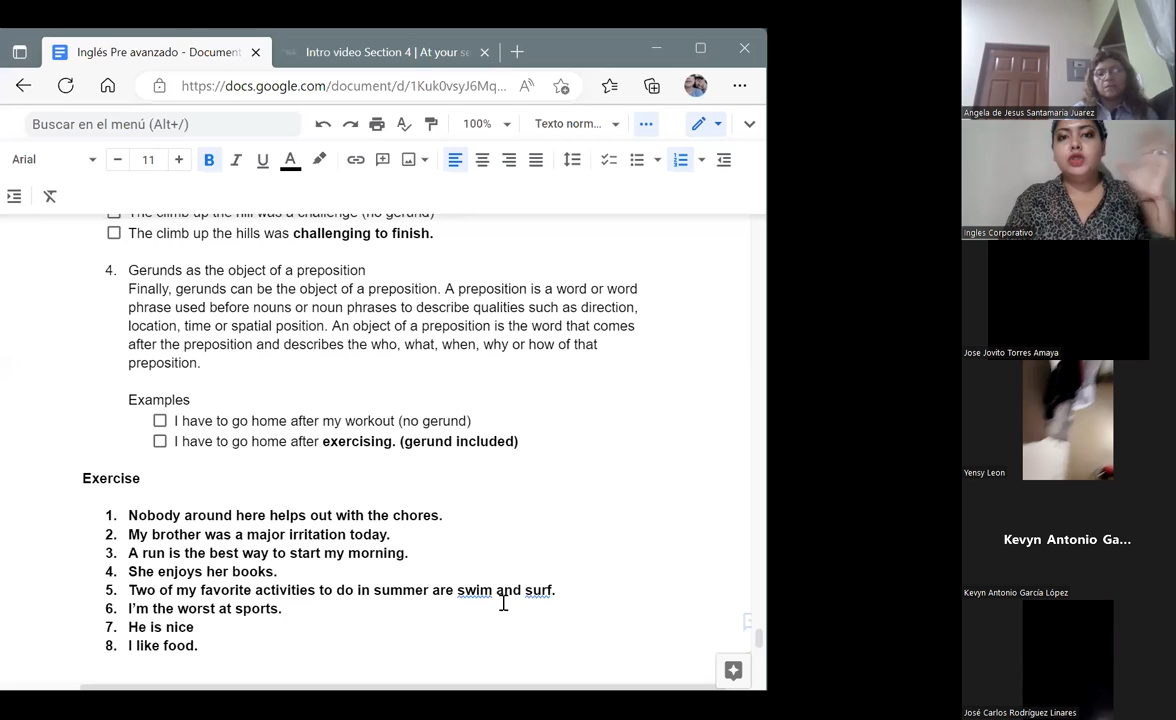 Inglés Pre avanzado - Document
Intro video Section 4 | At your s
https://docs.google.com/document/d/1Kuk0vsyJ6Mq...
Buscar en el menú (Alt+/)
100%
Texto norm...
Arial
11
The climb up the hill was a challenge (no gerund)
The climb up the hills was challenging to finish.
4. Gerunds as the object of a preposition
Finally, gerunds can be the object of a preposition. A preposition is a word or word
phrase used before nouns or noun phrases to describe qualities such as direction,
location, time or spatial position. An object of a preposition is the word that comes
after the preposition and describes the who, what, when, why or how of that
preposition.
Examples
I have to go home after my workout (no gerund)
I have to go home after exercising. (gerund included)
Exercise
1. Nobody around here helps out with the chores.
2. My brother was a major irritation today.
3. A run is the best way to start my morning.
4. She enjoys her books.
5. Two of my favorite activities to do in summer are swim and surf.
6. I'm the worst at sports.
7. He is nice
8. I like food.
Angela de Jesus Santamaria Juarez
Ingles Corporativo
Jose Jovito Torres Amaya
Yensy Leon
Kevyn Antonio Ga...
Kevyn Antonio García López
José Carlos Rodríguez Linares